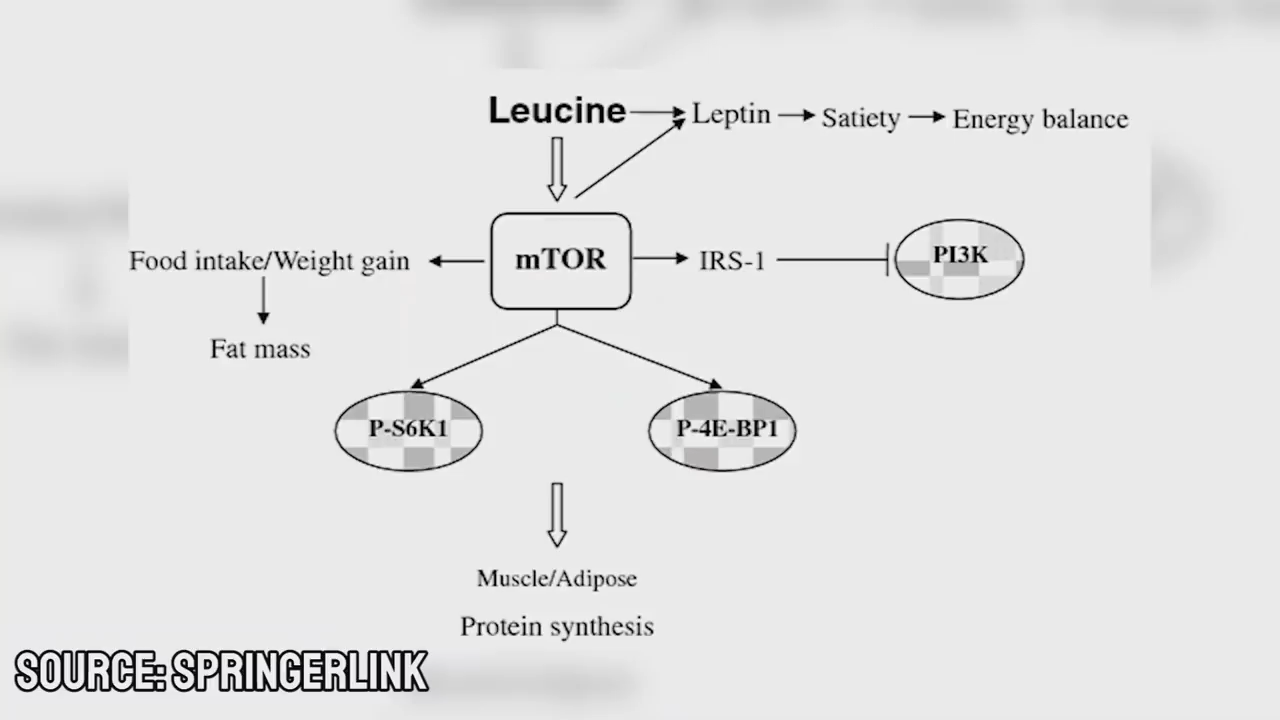 Leucine
Leptin
Satiety
Energy balance
Food intake/Weight gain
mTOR
IRS-1
PI3K
Fat mass
P-S6K1
P-4E-BP1
Muscle/Adipose
Protein synthesis
SOURCE: SPRINGERLINK